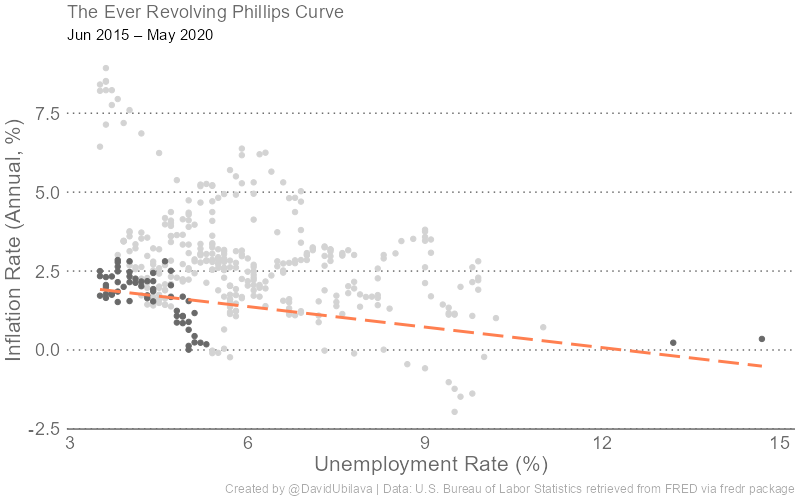 The Ever Revolving Phillips Curve
Jun 2015 – May 2020
Inflation Rate (Annual, %)
7.5
5.0
2.5
0.0
-2.5
3
6
9
12
15
Unemployment Rate (%)
Created by @DavidUbilava | Data: U.S. Bureau of Labor Statistics retrieved from FRED via fredr package